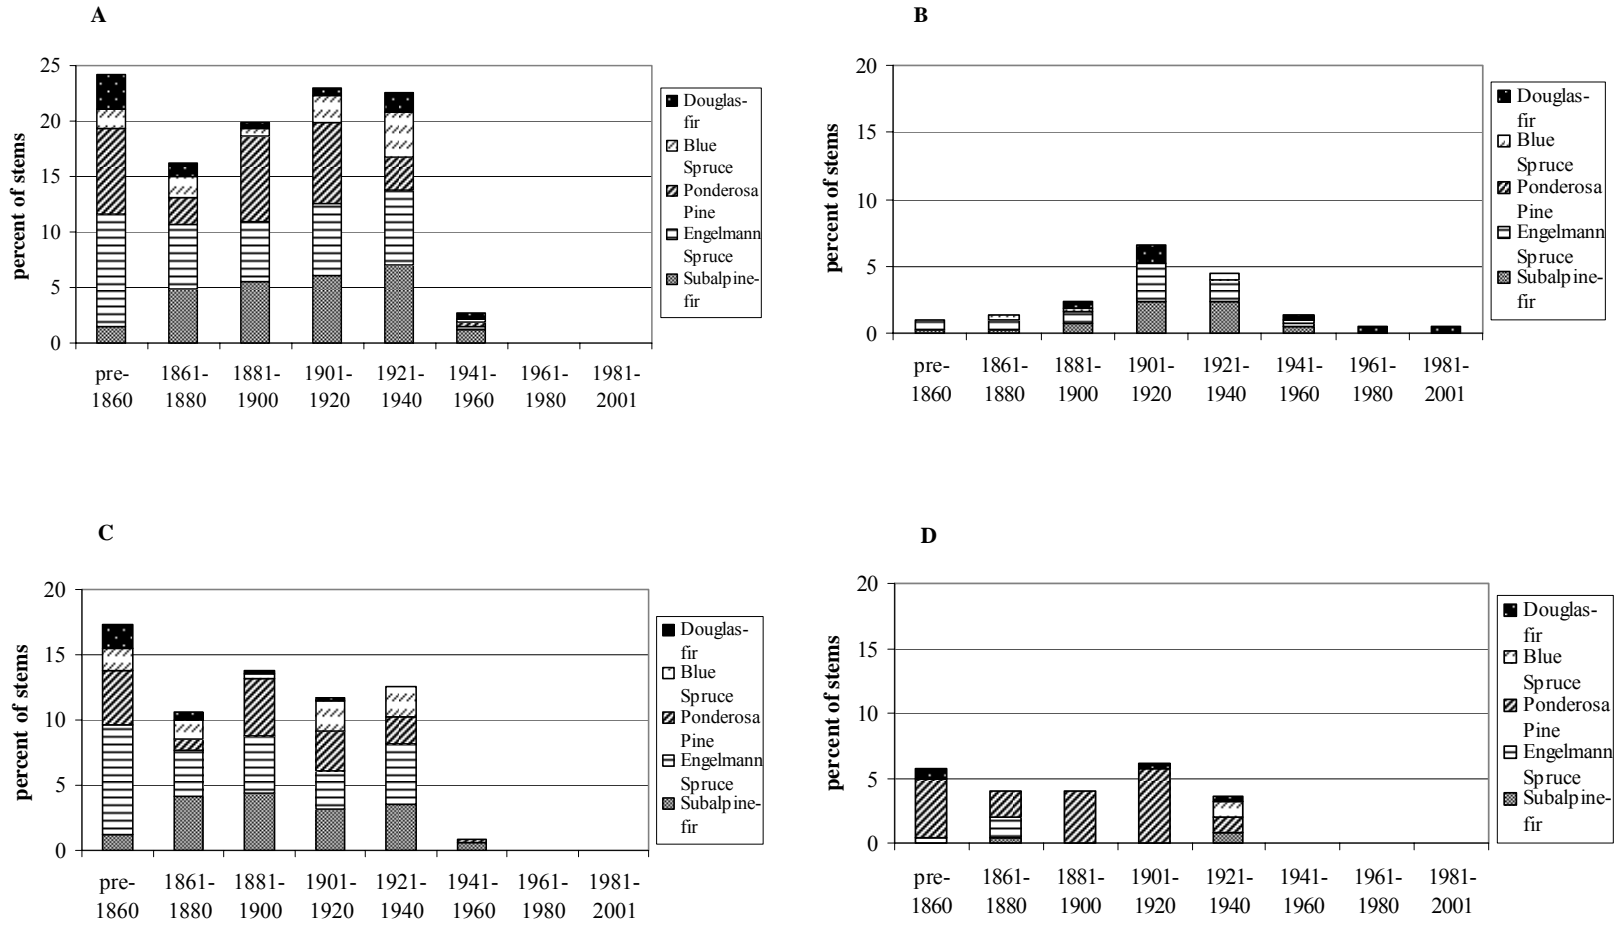 A
percent of stems
25
20
15
10
5
0
pre-
1860
1861-
1880
1881-
1900
1901-
1920
1921-
1940
1941-
1960
1961-
1980
1981-
2001
Douglas-
fir
Blue
Spruce
Ponderosa
Pine
Engelmann
Spruce
Subalpine-
fir
B
percent of stems
20
15
10
5
0
pre-
1860
1861-
1880
1881-
1900
1901-
1920
1921-
1940
1941-
1960
1961-
1980
1981-
2001
Douglas-
fir
Blue
Spruce
Ponderosa
Pine
Engelmann
Spruce
Subalpine-
fir
C
percent of stems
20
15
10
5
0
pre-
1860
1861-
1880
1881-
1900
1901-
1920
1921-
1940
1941-
1960
1961-
1980
1981-
2001
Douglas-
fir
Blue
Spruce
Ponderosa
Pine
Engelmann
Spruce
Subalpine-
fir
D
percent of stems
20
15
10
5
0
pre-
1860
1861-
1880
1881-
1900
1901-
1920
1921-
1940
1941-
1960
1961-
1980
1981-
2001
Douglas-
fir
Blue
Spruce
Ponderosa
Pine
Engelmann
Spruce
Subalpine-
fir